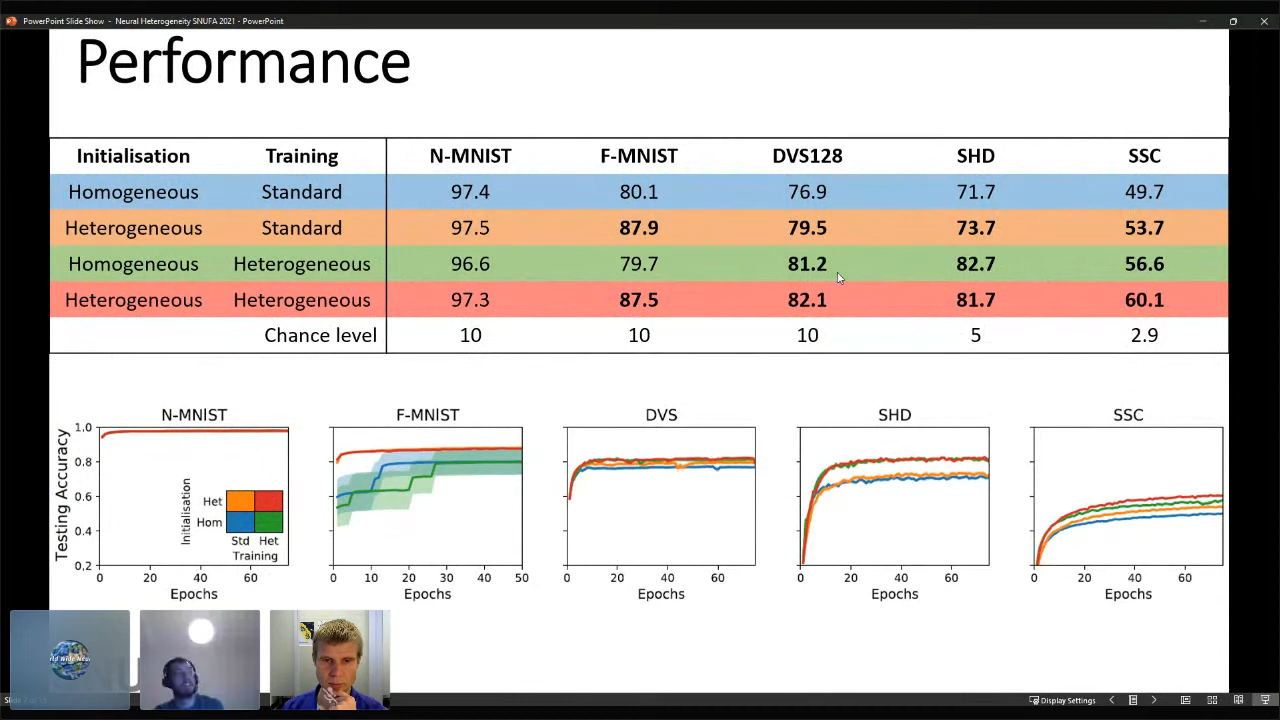 PowerPoint Slide Show - Neural Heterogeneity SNUFA 2021 - PowerPoint
Performance
Initialisation Training N-MNIST F-MNIST DVS128 SHD SSC
Homogeneous Standard 97.4 80.1 76.9 71.7 49.7
Heterogeneous Standard 97.5 87.9 79.5 73.7 53.7
Homogeneous Heterogeneous 96.6 79.7 81.2 82.7 56.6
Heterogeneous Heterogeneous 97.3 87.5 82.1 81.7 60.1
Chance level 10 10 10 5 2.9
N-MNIST F-MNIST DVS SHD SSC
Testing Accuracy
1.0
0.8
0.6
0.4
0.2
Initialisation
Het
Hom
Std Het
Training
0 20 40 60
Epochs
0 10 20 30 40 50
Epochs
0 20 40 60
Epochs
0 20 40 60
Epochs
0 20 40 60
Epochs
Display Settings